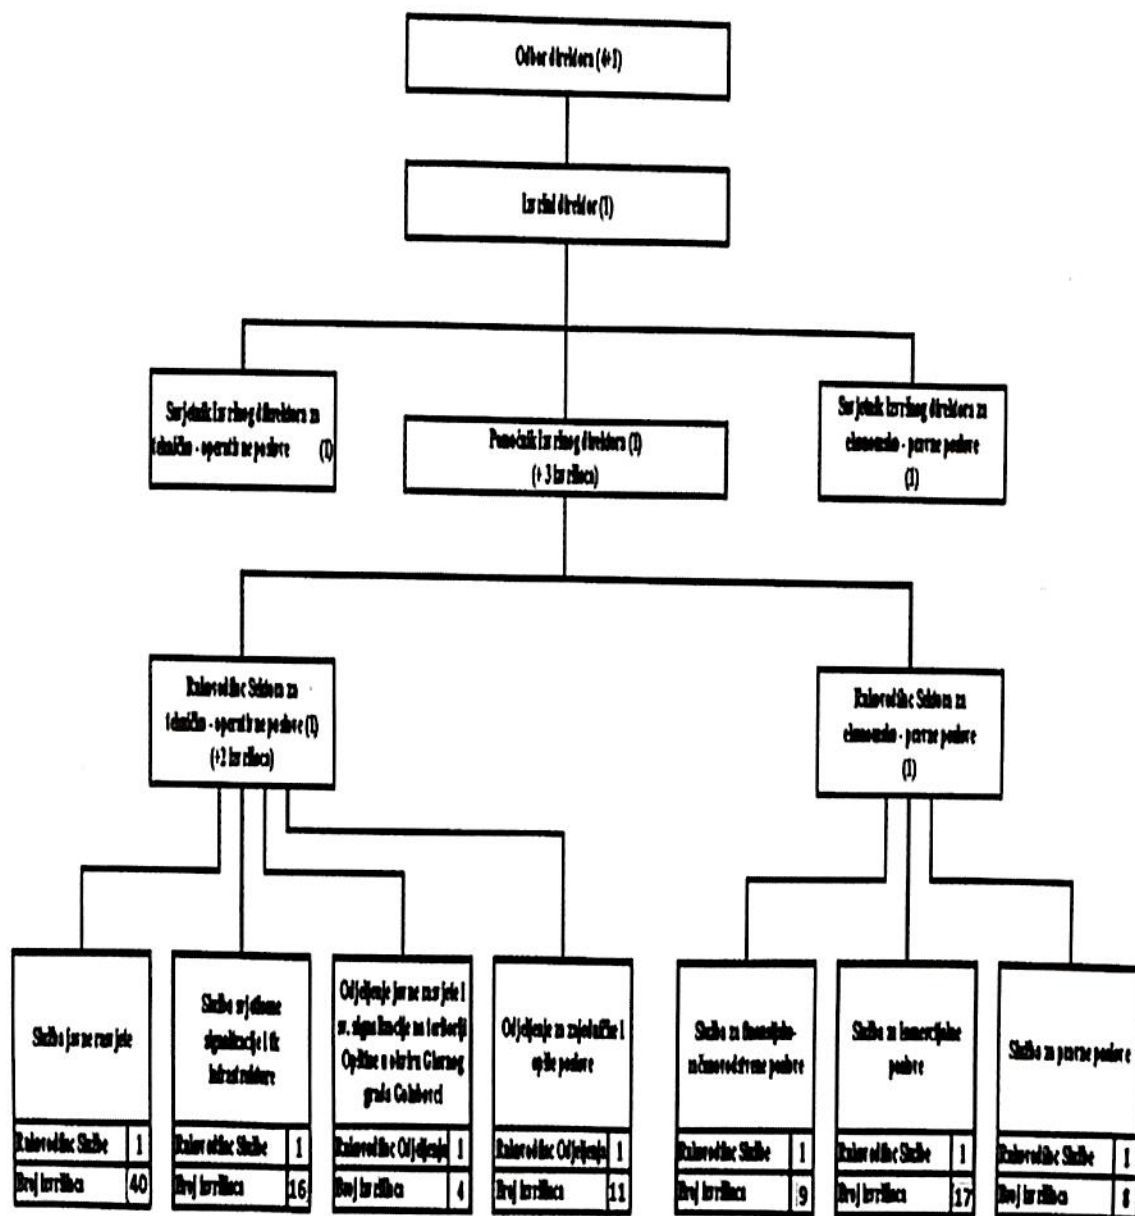 Odbor direktora (4+1)
Izvršni direktor (1)
Savjetnik Izvršnog direktora za
tehničko - operativne poslove (1)
Pomoćnik Izvršnog direktora (1)
(+ 3 izvršioca)
Savjetnik Izvršnog direktora za
ekonomsko - pravne poslove
(1)
Rukovodilac Sektora za
tehničko - operativne poslove (1)
(+2 izvršioca)
Rukovodilac Sektora za
ekonomsko - pravne poslove
(1)
Služba javne rasvjete
Rukovodilac Službe 1
Broj izvršilaca 40
Služba svjetlosne
signalizacije i tk
infrastrukture
Rukovodilac Službe 1
Broj izvršilaca 16
Odjeljenje javne rasvjete i
sv. signalizacije na teritoriji
Opštine u okviru Glavnog
grada Golubovci
Rukovodilac Odjeljenja 1
Broj izvršilaca 4
Odjeljenje za zajedničke i
opšte poslove
Rukovodilac Odjeljenja 1
Broj izvršilaca 11
Služba za finansijsko-
računovodstvene poslove
Rukovodilac Službe 1
Broj izvršilaca 9
Služba za komercijalne
poslove
Rukovodilac Službe 1
Broj izvršilaca 17
Služba za pravne poslove
Rukovodilac Službe 1
Broj izvršilaca 8